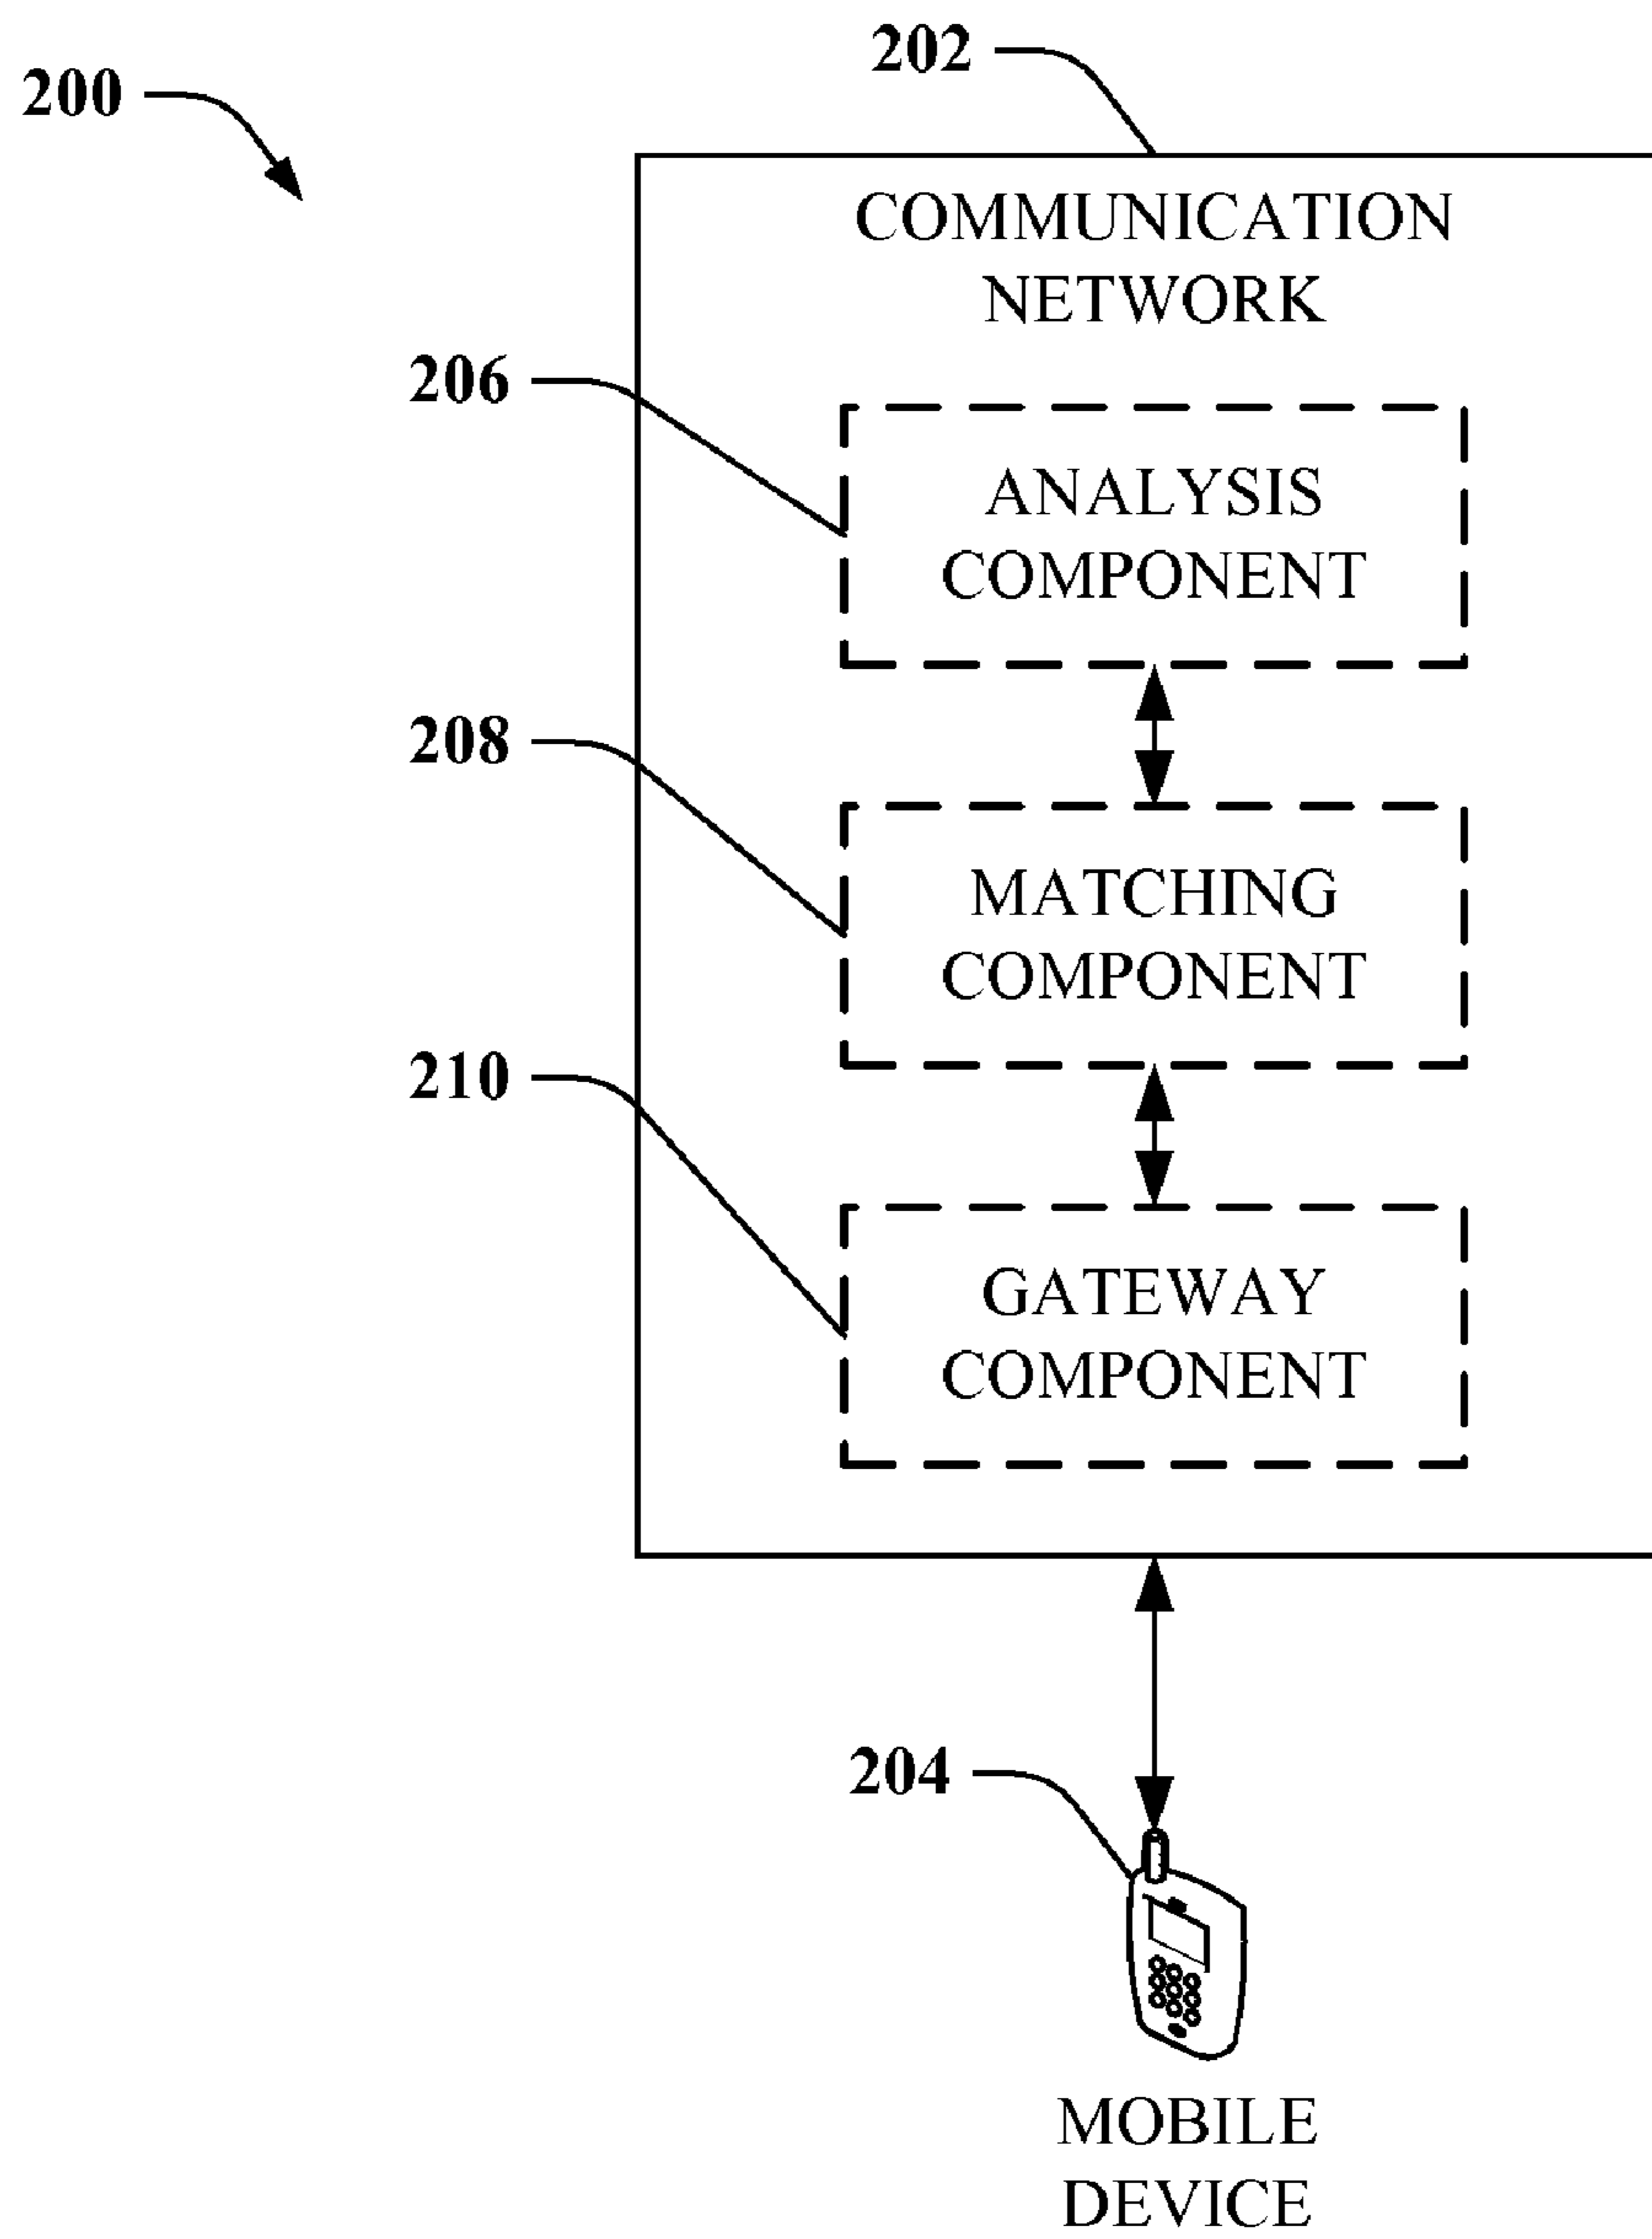 202
200
COMMUNICATION
NETWORK
206
ANALYSIS
COMPONENT
208
MATCHING
COMPONENT
210
GATEWAY
COMPONENT
204
MOBILE
DEVICE